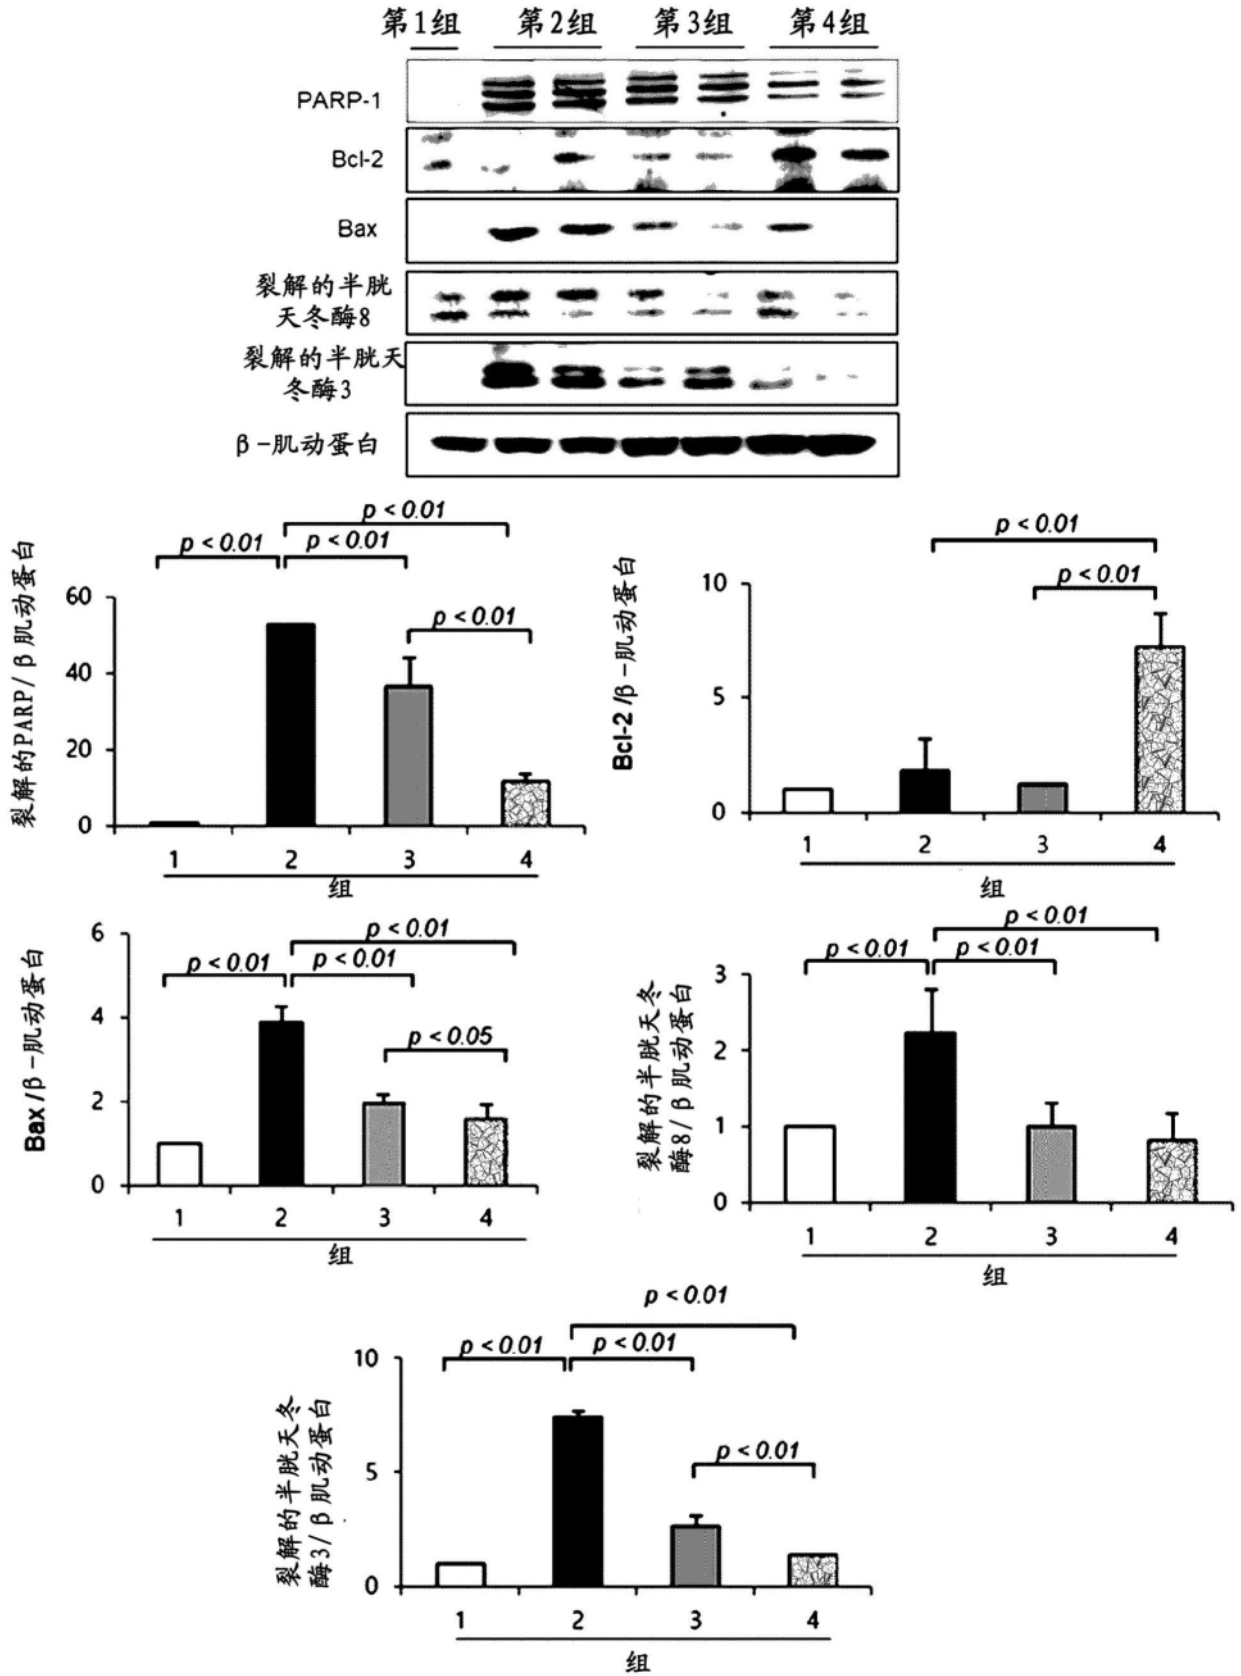 第1组 第2组 第3组 第4组
PARP-1
Bcl-2
Bax
裂解的半胱
天冬酶8
裂解的半胱天
冬酶3
β-肌动蛋白
裂解的PARP/β肌动蛋白
p < 0.01
p < 0.01 p < 0.01
p < 0.01
60
40
20
0
1 2 3 4
组
Bcl-2/β-肌动蛋白
p < 0.01
p < 0.01
10
5
0
1 2 3 4
组
Bax/β-肌动蛋白
p < 0.01
p < 0.01 p < 0.01
p < 0.05
6
4
2
0
1 2 3 4
组
裂解的半胱天冬
酶8/β肌动蛋白
p < 0.01
p < 0.01 p < 0.01
3
2
1
0
1 2 3 4
组
裂解的半胱天冬
酶3/β肌动蛋白
p < 0.01
p < 0.01 p < 0.01
p < 0.01
10
5
0
1 2 3 4
组